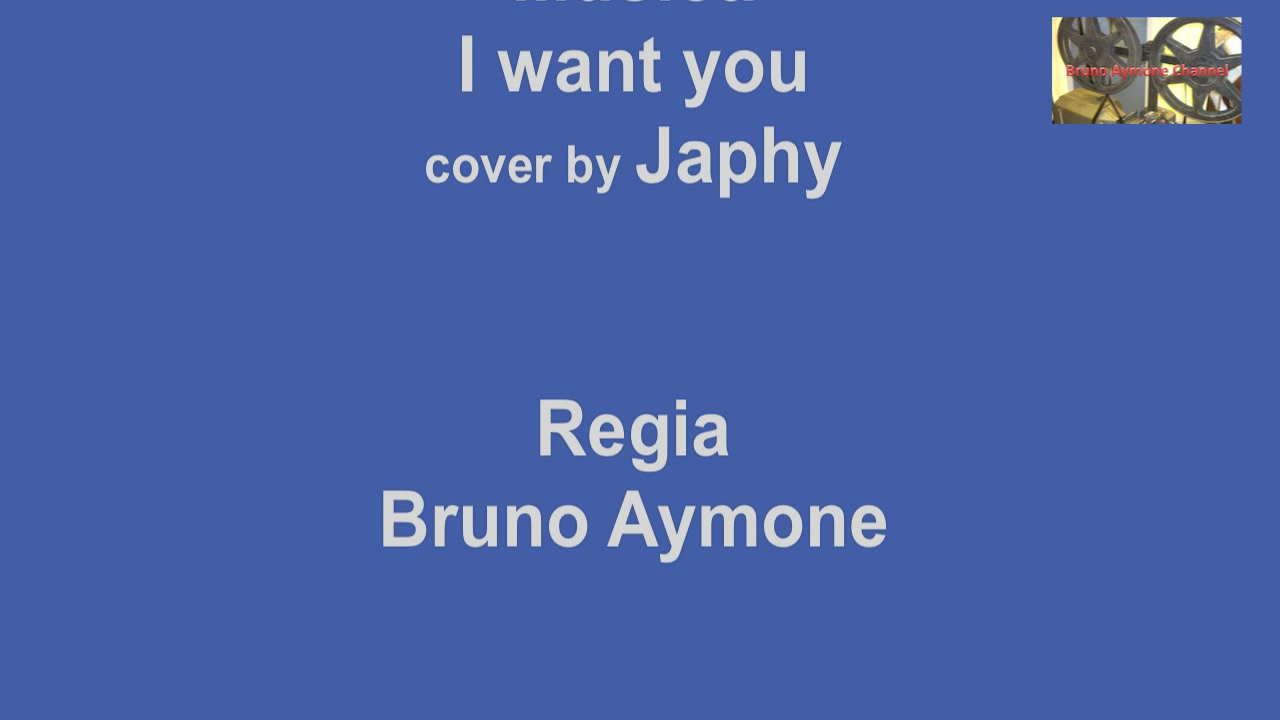 I want you
cover by Japhy
Regia
Bruno Aymone
Bruno Aymone Channel